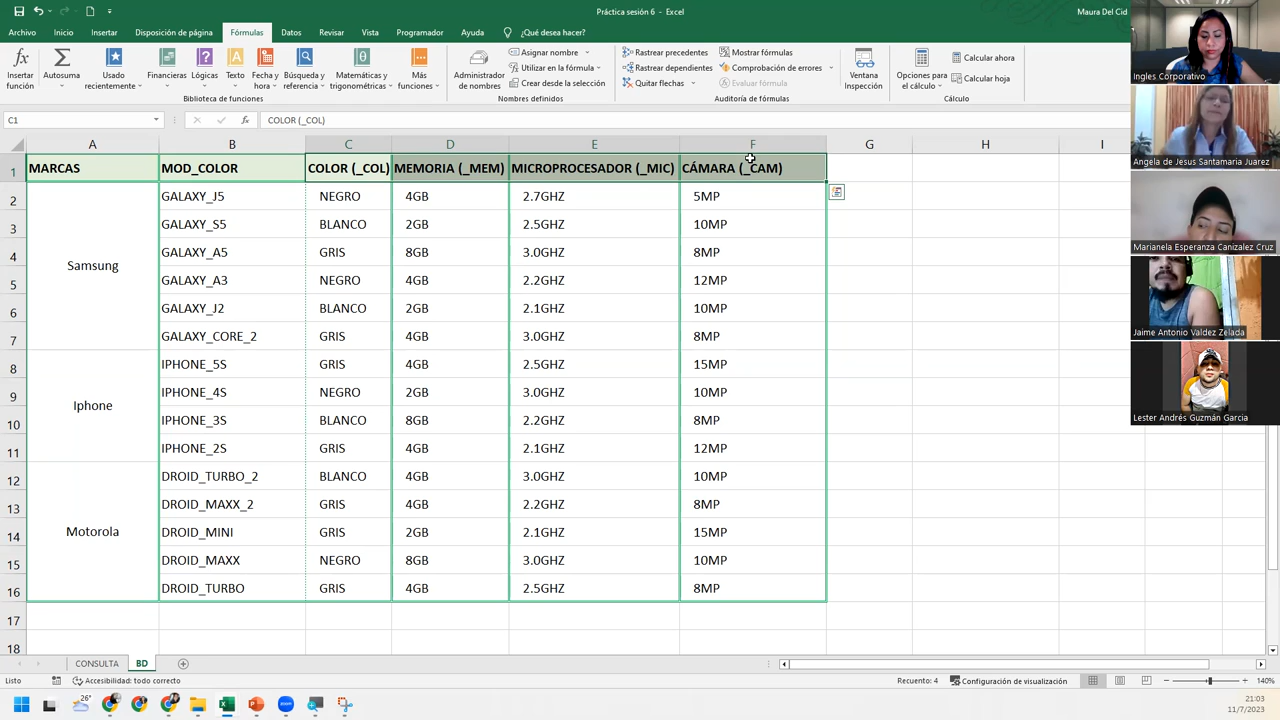 Práctica sesión 6 - Excel
Maura Del Cid
Archivo Inicio Insertar Disposición de página Fórmulas Datos Revisar Vista Programador Ayuda ¿Qué desea hacer?
Insertar función
Autosuma
Usado recientemente
Financieras
Lógicas
Texto
Fecha y hora
Búsqueda y referencia
Matemáticas y trigonométricas
Más funciones
Biblioteca de funciones
Administrador de nombres
Asignar nombre
Utilizar en la fórmula
Crear desde la selección
Nombres definidos
Rastrear precedentes
Rastrear dependientes
Quitar flechas
Mostrar fórmulas
Comprobación de errores
Evaluar fórmula
Auditoría de fórmulas
Ventana Inspección
Opciones para el cálculo
Calcular ahora
Calcular hoja
Cálculo
C1 fx COLOR (_COL)
A B C D E F G H I
1 MARCAS MOD_COLOR COLOR (_COL) MEMORIA (_MEM) MICROPROCESADOR (_MIC) CÁMARA (_CAM)
2 GALAXY_J5 NEGRO 4GB 2.7GHZ 5MP
3 GALAXY_S5 BLANCO 2GB 2.5GHZ 10MP
4 GALAXY_A5 GRIS 8GB 3.0GHZ 8MP
Samsung
5 GALAXY_A3 NEGRO 4GB 2.2GHZ 12MP
6 GALAXY_J2 BLANCO 2GB 2.1GHZ 10MP
7 GALAXY_CORE_2 GRIS 4GB 3.0GHZ 8MP
8 IPHONE_5S GRIS 4GB 2.5GHZ 15MP
9 IPHONE_4S NEGRO 2GB 3.0GHZ 10MP
Iphone
10 IPHONE_3S BLANCO 8GB 2.2GHZ 8MP
11 IPHONE_2S GRIS 4GB 2.1GHZ 12MP
12 DROID_TURBO_2 BLANCO 4GB 3.0GHZ 10MP
13 DROID_MAXX_2 GRIS 4GB 2.2GHZ 8MP
14 Motorola DROID_MINI GRIS 2GB 2.1GHZ 15MP
15 DROID_MAXX NEGRO 8GB 3.0GHZ 10MP
16 DROID_TURBO GRIS 4GB 2.5GHZ 8MP
17
18
CONSULTA BD
Listo Accesibilidad: todo correcto Recuento: 4 Configuración de visualización 140%
26°
21:03
11/7/2023
Ingles Corporativo
Angela de Jesus Santamaria Juarez
Marianela Esperanza Canizalez Cruz
Jaime Antonio Valdez Zelada
Lester Andrés Guzmán Garcia